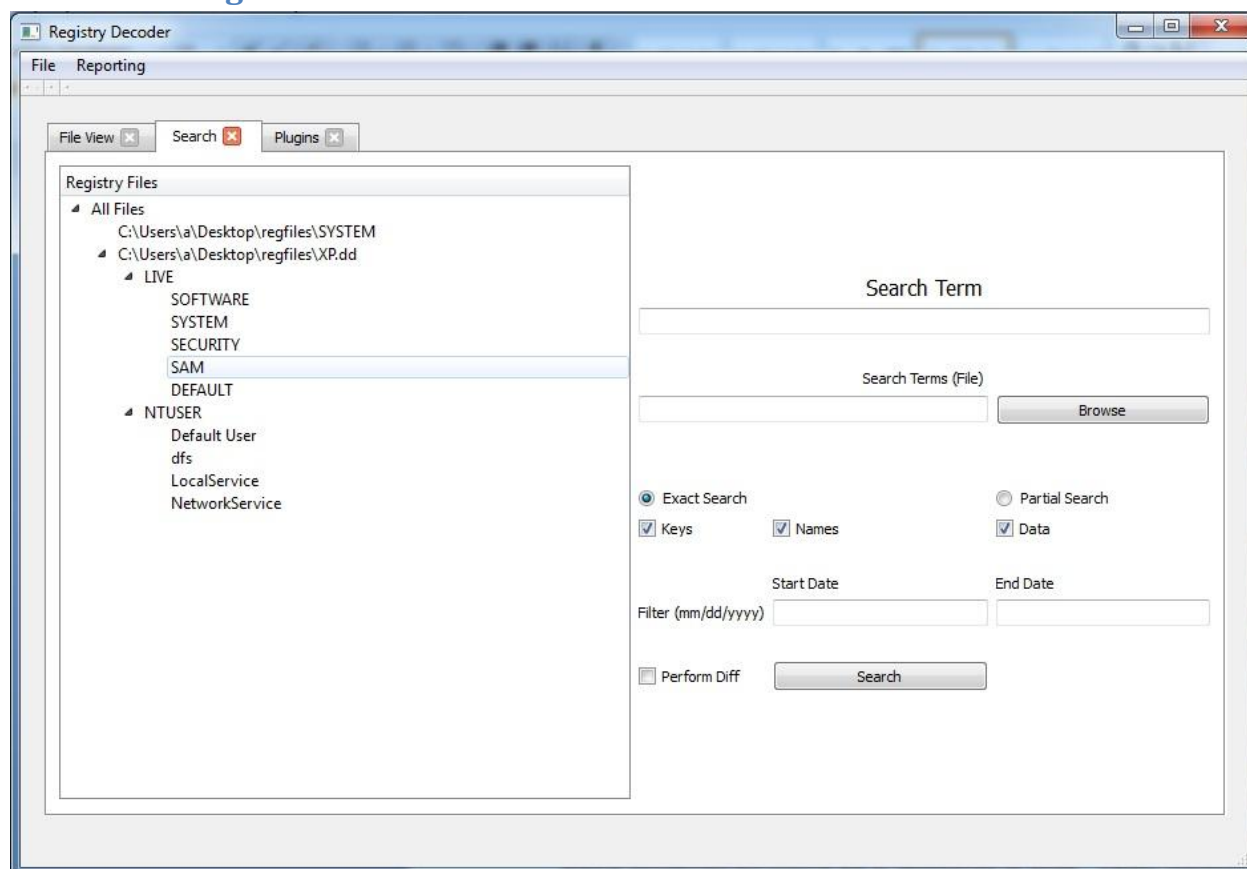 Registry Decoder
File Reporting
File View Search Plugins
Registry Files
All Files
C:\Users\a\Desktop\regfiles\SYSTEM
C:\Users\a\Desktop\regfiles\XP.dd
LIVE
SOFTWARE
SYSTEM
SECURITY
SAM
DEFAULT
NTUSER
Default User
dfs
LocalService
NetworkService
Search Term
Search Terms (File)
Browse
Exact Search Partial Search
Keys Names Data
Start Date End Date
Filter (mm/dd/yyyy)
Perform Diff Search